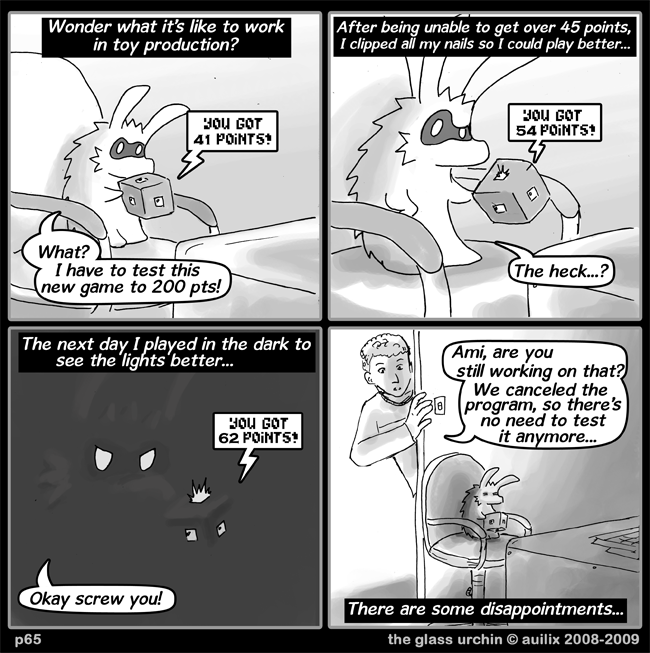 Wonder what it's like to work
in toy production?
YOU GOT
41 POINTS!
What?
I have to test this
new game to 200 pts!
After being unable to get over 45 points,
I clipped all my nails so I could play better...
YOU GOT
54 POINTS!
The heck...?
The next day I played in the dark to
see the lights better...
YOU GOT
62 POINTS!
Okay screw you!
Ami, are you
still working on that?
We canceled the
program, so there's
no need to test
it anymore...
There are some disappointments...
p65
the glass urchin © auilix 2008-2009